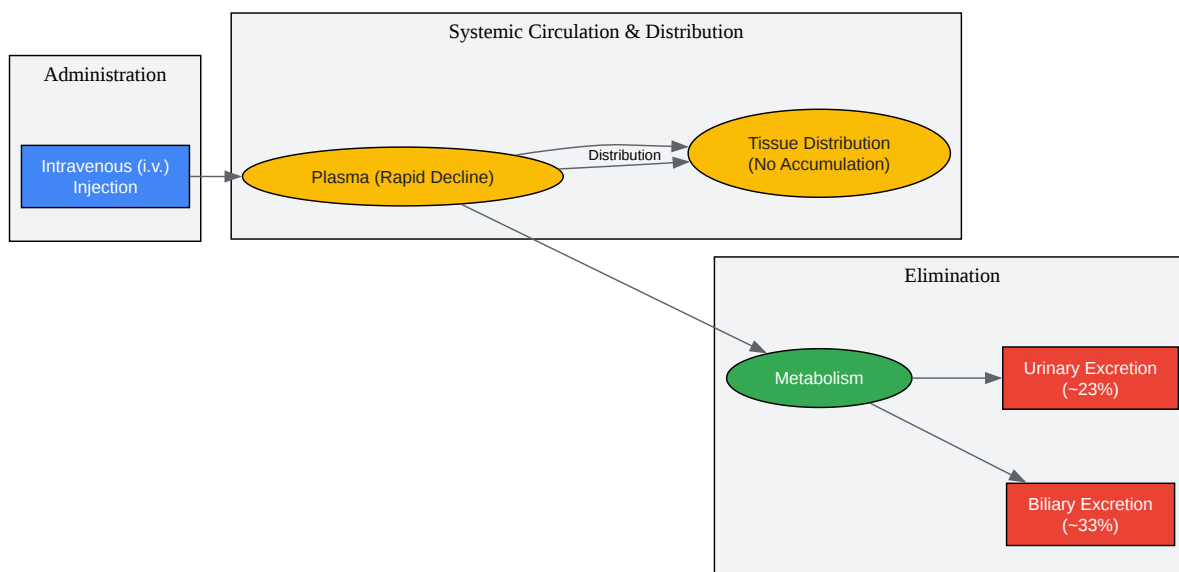 Systemic Circulation & Distribution
Administration
Intravenous (i.v.)
Injection
Plasma (Rapid Decline)
Distribution
Tissue Distribution
(No Accumulation)
Elimination
Metabolism
Urinary Excretion
(~23%)
Biliary Excretion
(~33%)